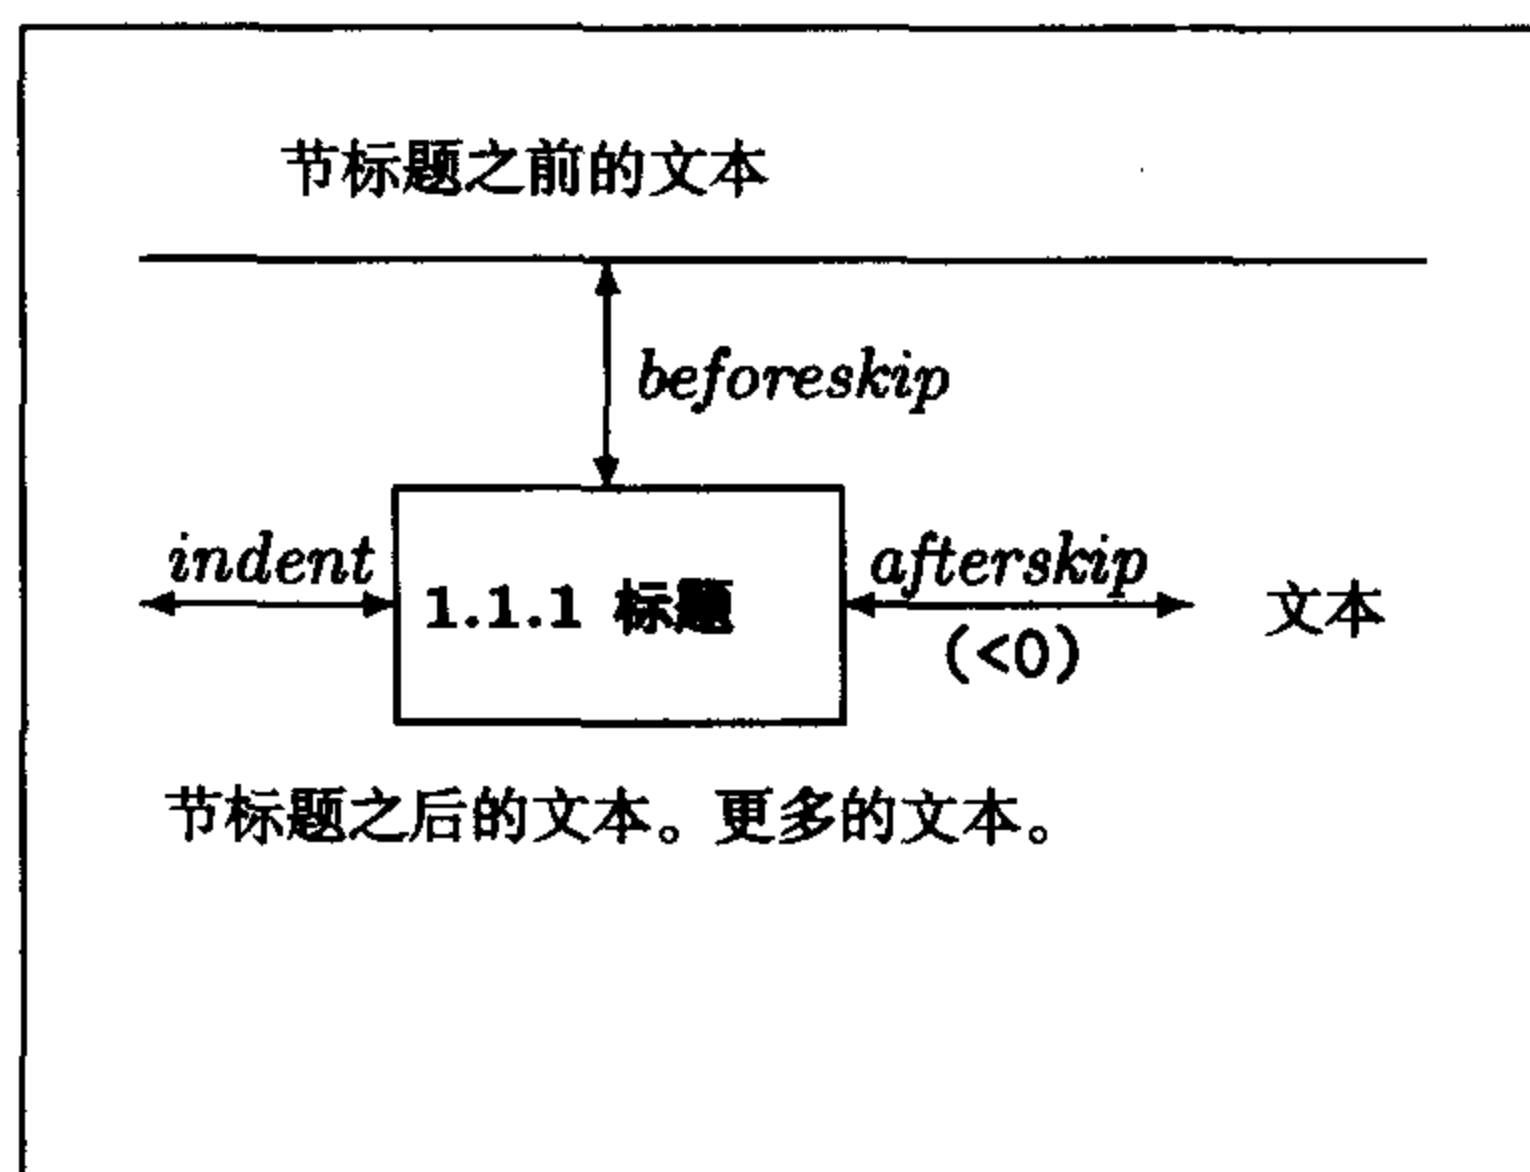 节标题之前的文本
beforeskip
indent
1.1.1 标题
afterskip
(<0)
文本
节标题之后的文本。更多的文本。